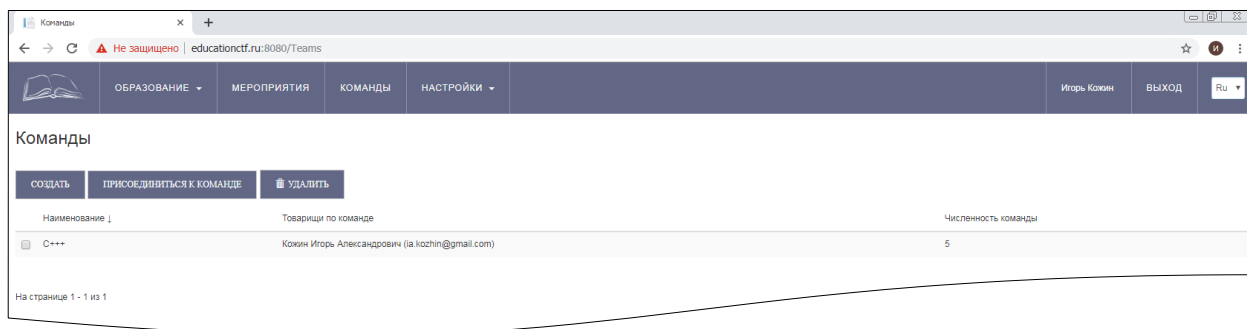 Команды
Не защищено | educationctf.ru:8080/Teams
И
ОБРАЗОВАНИЕ МЕРОПРИЯТИЯ КОМАНДЫ НАСТРОЙКИ Игорь Кожин ВЫХОД Ru
Команды
СОЗДАТЬ ПРИСОЕДИНИТЬСЯ К КОМАНДЕ УДАЛИТЬ
Наименование ↓ Товарищи по команде Численность команды
C+++ Кожин Игорь Александрович (ia.kozhin@gmail.com) 5
На странице 1 - 1 из 1